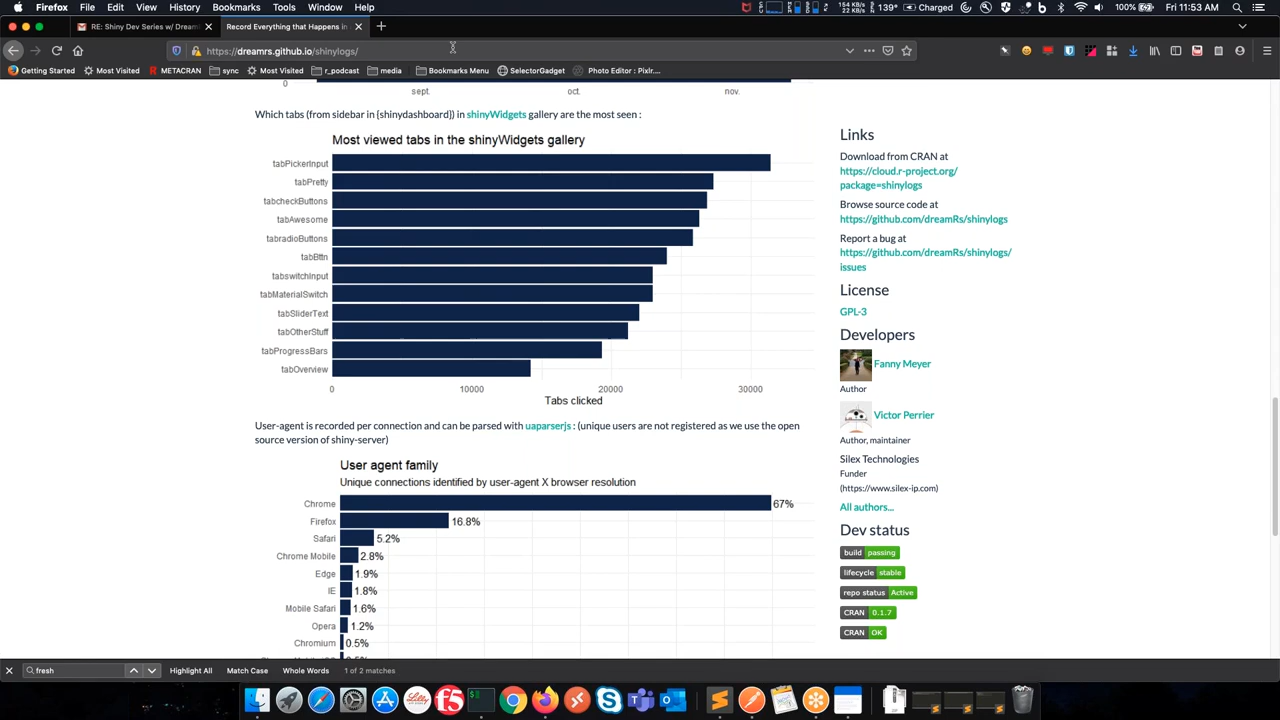 Firefox File Edit View History Bookmarks Tools Window Help
139° Charged 100% Fri 11:53 AM
RE: Shiny Dev Series w/ Dream
Record Everything that Happens in
https://dreamrs.github.io/shinylogs/
Getting Started Most Visited METACRAN sync Most Visited r_podcast media Bookmarks Menu SelectorGadget Photo Editor : Pixlr...
0
sept. oct. nov.
Which tabs (from sidebar in {shinydashboard}) in shinyWidgets gallery are the most seen :
Most viewed tabs in the shinyWidgets gallery
tabPickerInput
tabPretty
tabcheckButtons
tabAwesome
tabradioButtons
tabBttn
tabswitchInput
tabMaterialSwitch
tabSliderText
tabOtherStuff
tabProgressBars
tabOverview
0 10000 20000 30000
Tabs clicked
User-agent is recorded per connection and can be parsed with uaparserjs : (unique users are not registered as we use the open
source version of shiny-server)
User agent family
Unique connections identified by user-agent X browser resolution
Chrome 67%
Firefox 16.8%
Safari 5.2%
Chrome Mobile 2.8%
Edge 1.9%
IE 1.8%
Mobile Safari 1.6%
Opera 1.2%
Chromium 0.5%
Links
Download from CRAN at
https://cloud.r-project.org/
package=shinylogs
Browse source code at
https://github.com/dreamRs/shinylogs
Report a bug at
https://github.com/dreamRs/shinylogs/
issues
License
GPL-3
Developers
Fanny Meyer
Author
Victor Perrier
Author, maintainer
Silex Technologies
Funder
(https://www.silex-ip.com)
All authors...
Dev status
build passing
lifecycle stable
repo status Active
CRAN 0.1.7
CRAN OK
fresh Highlight All Match Case Whole Words 1 of 2 matches